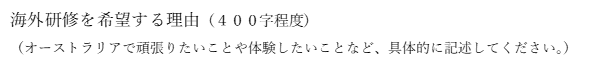 海外研修を希望する理由（４００字程度）
（オーストラリアで頑張りたいことや体験したいことなど、具体的に記述してください。）